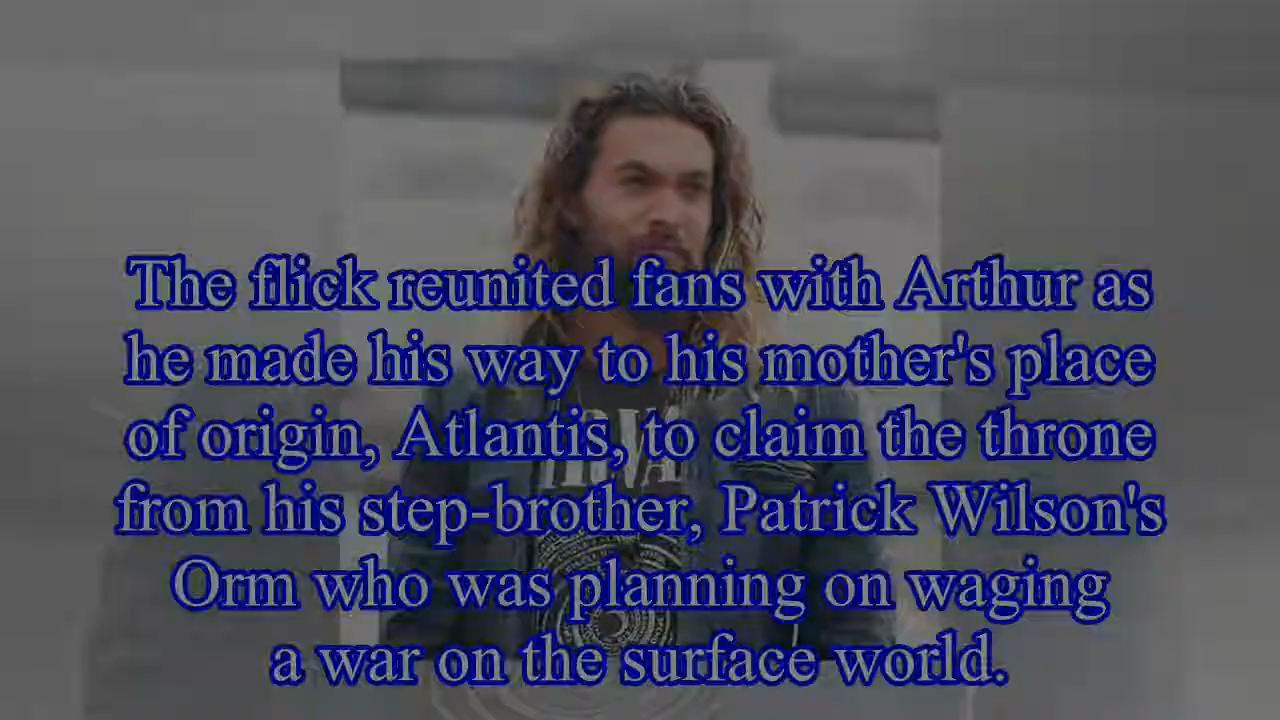 The flick reunited fans with Arthur as
he made his way to his mother's place
of origin, Atlantis, to claim the throne
from his step-brother, Patrick Wilson's
Orm who was planning on waging
a war on the surface world.